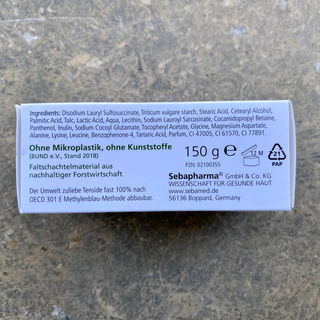 Ingredients: Disodium Lauryl Sulfosuccinate, Triticum vulgare starch, Stearic Acid, Cetearyl Alcohol,
Palmitic Acid, Talc, Lactic Acid, Aqua, Lecithin, Sodium Lauroyl Sarcosinate, Cocamidopropyl Betaine,
Panthenol, Inulin, Sodium Cocoyl Glutamate, Tocopheryl Acetate, Glycine, Magnesium Aspartate,
Alanine, Lysine, Leucine, Benzophenone-4, Tartaric Acid, Parfum, CI 47005, CI 61570, CI 77891.
Ohne Mikroplastik, ohne Kunststoffe
(BUND e.V., Stand 2018)
Faltschachtelmaterial aus
nachhaltiger Forstwirtschaft
Der Umwelt zuliebe Tenside fast 100% nach
OECD 301 E Methylenblau-Methode abbaubar.
150 g e
12 M
PZN: 02100355
21
PAP
Sebapharma® GmbH & Co. KG
WISSENSCHAFT FÜR GESUNDE HAUT
www.sebamed.de
56136 Boppard, Germany